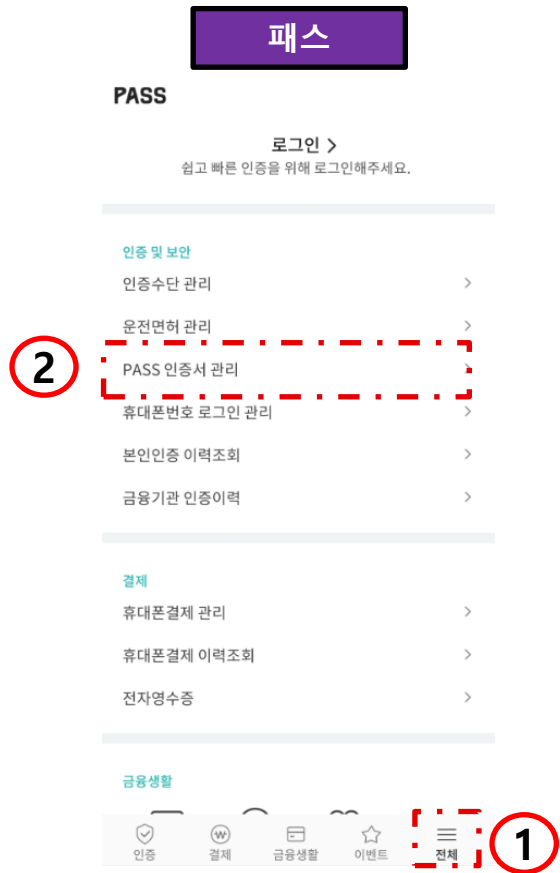 패스
PASS
로그인 >
쉽고 빠른 인증을 위해 로그인해주세요.
인증 및 보안
인증수단 관리
운전면허 관리
② PASS 인증서 관리
휴대폰번호 로그인 관리
본인인증 이력조회
금융기관 인증이력
결제
휴대폰결제 관리
휴대폰결제 이력조회
전자영수증
금융생활
인증 결제 금융생활 이벤트 전체 ①